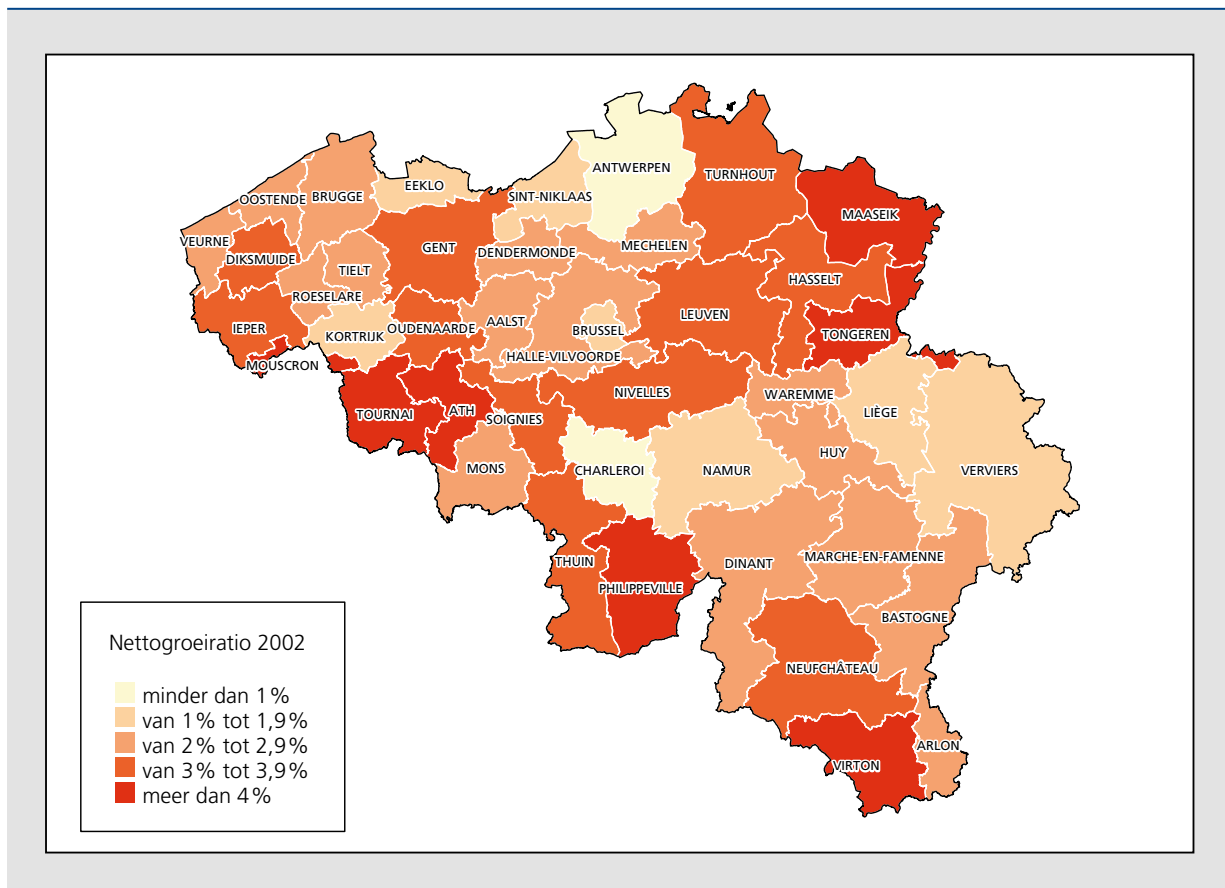 ANTWERPEN
TURNHOUT
EEKLO
SINT-NIKLAAS
OOSTENDE
BRUGGE
MAASEIK
VEURNE
GENT
MECHELEN
DENDERMONDE
DIKSMUIDE
TIELT
HASSELT
ROESELARE
IEPER
KORTRIJK
OUDENAARDE
AALST
BRUSSEL
LEUVEN
TONGEREN
HALLE-VILVOORDE
MOUSCRON
NIVELLES
WAREMME
TOURNAI
ATH
SOIGNIES
LIÈGE
HUY
MONS
CHARLEROI
NAMUR
VERVIERS
THUIN
DINANT
MARCHE-EN-FAMENNE
PHILIPPEVILLE
BASTOGNE
NEUFCHÂTEAU
ARLON
VIRTON
Nettogroeiratio 2002
minder dan 1%
van 1% tot 1,9%
van 2% tot 2,9%
van 3% tot 3,9%
meer dan 4%